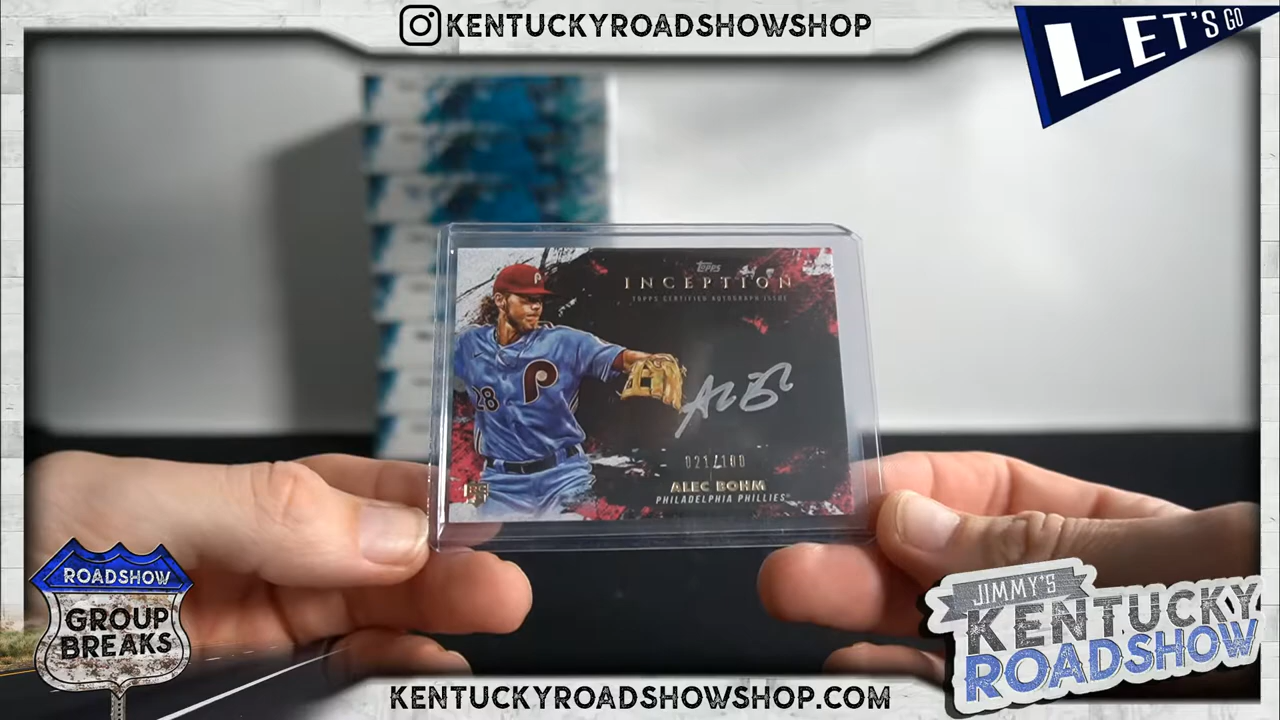 KENTUCKYROADSHOWSHOP
LET'S GO
TOPPS
INCEPTION
TOPPS CERTIFIED AUTOGRAPH ISSUE
P
P
28
021/100
ALEC BOHM
PHILADELPHIA PHILLIES
RC
ROADSHOW
GROUP
BREAKS
JIMMY'S
KENTUCKY
ROADSHOW
KENTUCKYROADSHOWSHOP.COM